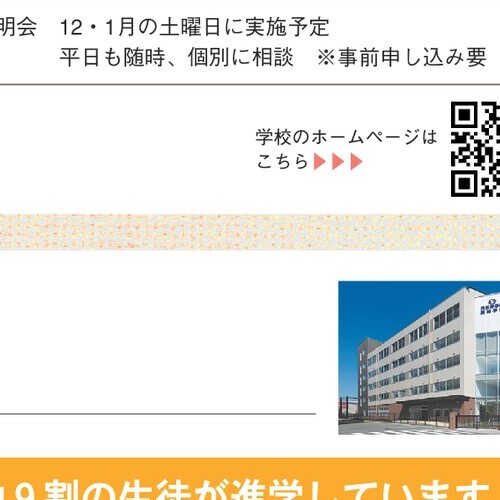 明会 12・1月の土曜日に実施予定
平日も随時、個別に相談 ※事前申し込み要
学校のホームページは
こちら▶▶▶
9割の生徒が進学しています